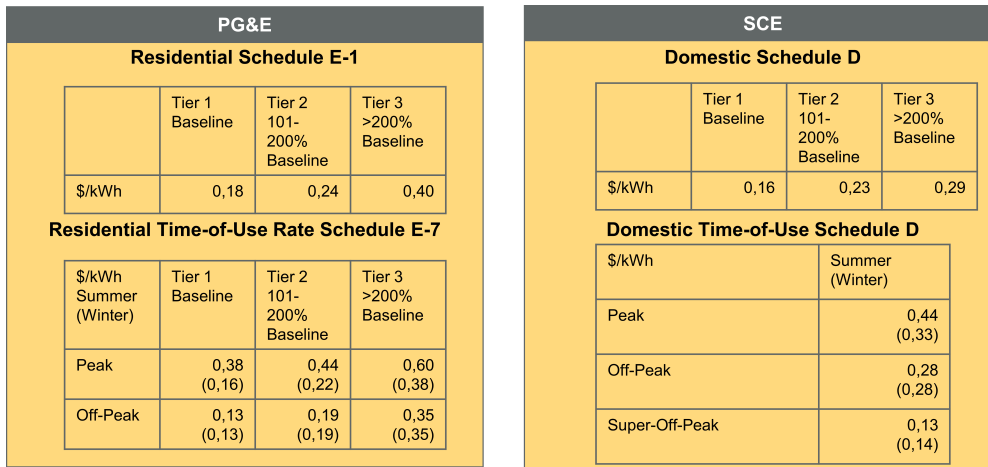 PG&E
Residential Schedule E-1
Tier 1 Baseline
Tier 2 101-200% Baseline
Tier 3 >200% Baseline
$/kWh 0,18 0,24 0,40
Residential Time-of-Use Rate Schedule E-7
$/kWh Summer (Winter)
Tier 1 Baseline
Tier 2 101-200% Baseline
Tier 3 >200% Baseline
Peak 0,38 0,44 0,60
(0,16) (0,22) (0,38)
Off-Peak 0,13 0,19 0,35
(0,13) (0,19) (0,35)
SCE
Domestic Schedule D
Tier 1 Baseline
Tier 2 101-200% Baseline
Tier 3 >200% Baseline
$/kWh 0,16 0,23 0,29
Domestic Time-of-Use Schedule D
$/kWh Summer
(Winter)
Peak 0,44
(0,33)
Off-Peak 0,28
(0,28)
Super-Off-Peak 0,13
(0,14)